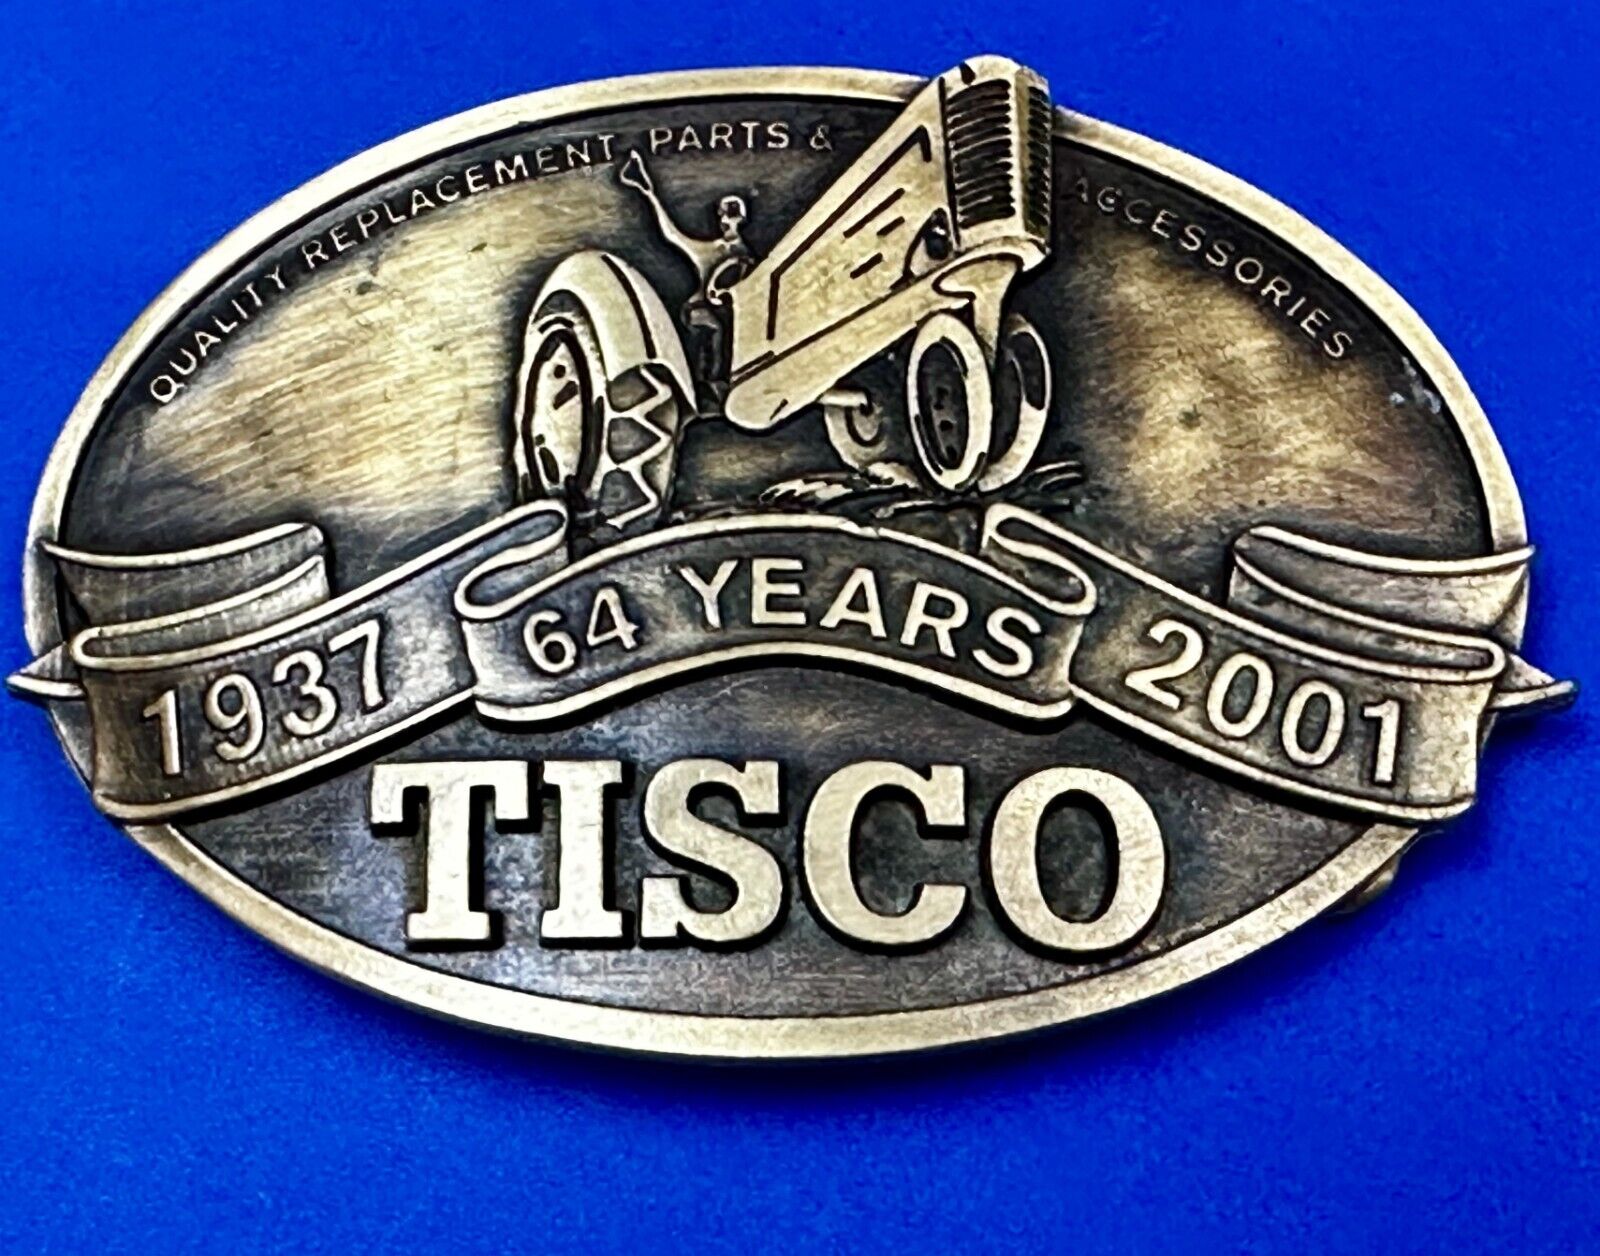 QUALITY REPLACEMENT PARTS & ACCESSORIES
1937 64 YEARS 2001
TISCO